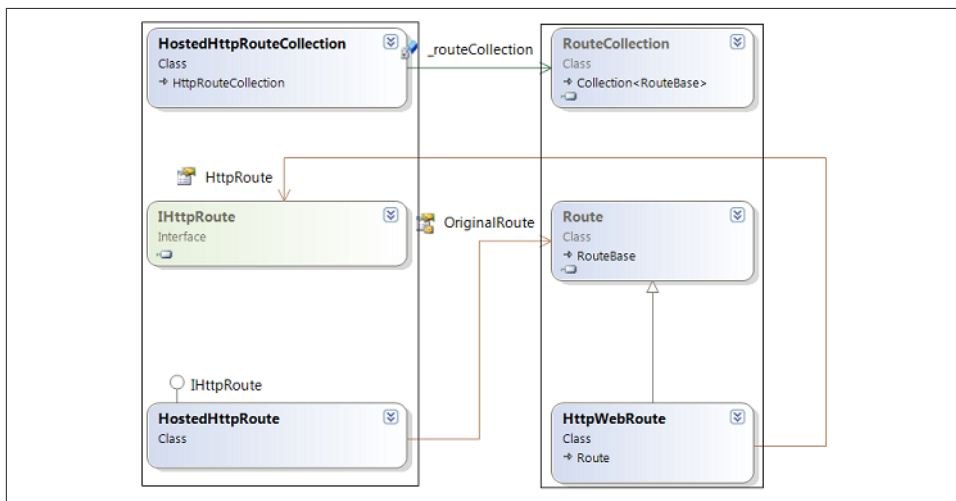 HostedHttpRouteCollection
Class
HttpRouteCollection
_routeCollection
RouteCollection
Class
Collection<RouteBase>
HttpRoute
IHttpRoute
Interface
OriginalRoute
Route
Class
RouteBase
IHttpRoute
HostedHttpRoute
Class
HttpWebRoute
Class
Route